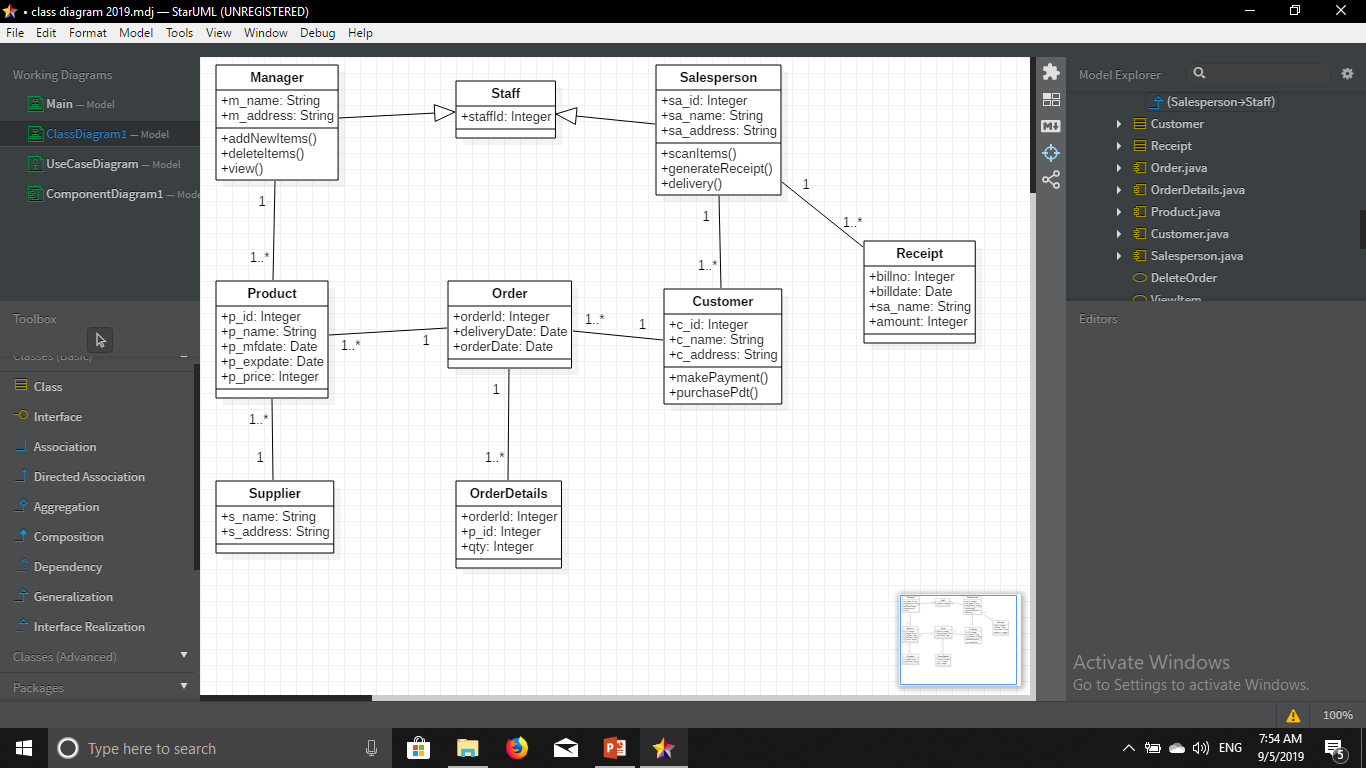 • class diagram 2019.mdj — StarUML (UNREGISTERED)
File Edit Format Model Tools View Window Debug Help
Working Diagrams
Main — Model
ClassDiagram1 — Model
UseCaseDiagram — Model
ComponentDiagram1 — Mode
Toolbox
Classes (Basic)
Class
Interface
Association
Directed Association
Aggregation
Composition
Dependency
Generalization
Interface Realization
Classes (Advanced)
Packages
Manager
+m_name: String
+m_address: String
+addNewItems()
+deleteItems()
+view()
Staff
+staffId: Integer
Salesperson
+sa_id: Integer
+sa_name: String
+sa_address: String
+scanItems()
+generateReceipt()
+delivery()
1
1..*
1
1..*
1
1..*
Receipt
+billno: Integer
+billdate: Date
+sa_name: String
+amount: Integer
Product
+p_id: Integer
+p_name: String
+p_mfdate: Date
+p_expdate: Date
+p_price: Integer
1..*
1
Order
+orderId: Integer
+deliveryDate: Date
+orderDate: Date
1..*
1
Customer
+c_id: Integer
+c_name: String
+c_address: String
+makePayment()
+purchasePdt()
1..*
1
1
1..*
Supplier
+s_name: String
+s_address: String
OrderDetails
+orderId: Integer
+p_id: Integer
+qty: Integer
Model Explorer
(Salesperson→Staff)
Customer
Receipt
Order.java
OrderDetails.java
Product.java
Customer.java
Salesperson.java
DeleteOrder
ViewItem
Editors
Activate Windows
Go to Settings to activate Windows.
100%
Type here to search
ENG
7:54 AM
9/5/2019
5